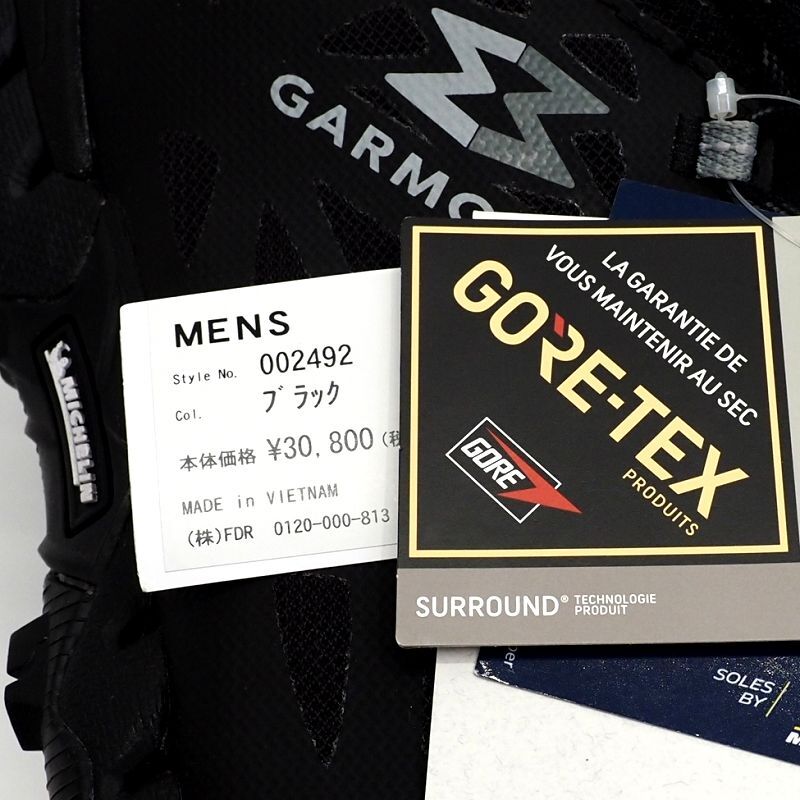 GARMO
MICHELIN
MENS
Style No. 002492
Col. ブラック
本体価格 ¥30,800 (税
MADE in VIETNAM
(株)FDR 0120-000-813
LA GARANTIE DE
VOUS MAINTENIR AU SEC
GORE-TEX
PRODUITS
GORE
SURROUND® TECHNOLOGIE
PRODUIT
per
SOLES
BY
M